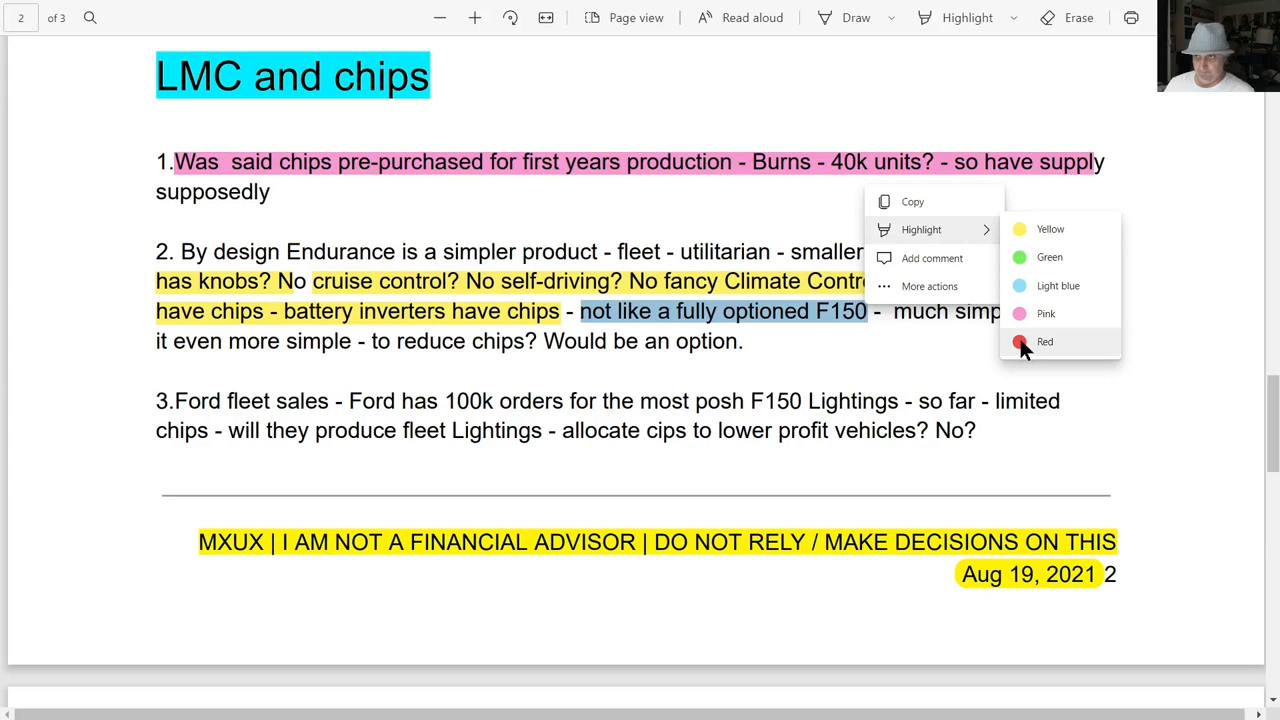 2 of 3 Page view Read aloud Draw Highlight Erase
LMC and chips
1.Was said chips pre-purchased for first years production - Burns - 40k units? - so have supply
supposedly
2. By design Endurance is a simpler product - fleet - utilitarian - smaller
has knobs? No cruise control? No self-driving? No fancy Climate Contr
have chips - battery inverters have chips - not like a fully optioned F150 - much simp
it even more simple - to reduce chips? Would be an option.
Copy
Highlight
Add comment
More actions
Yellow
Green
Light blue
Pink
Red
3.Ford fleet sales - Ford has 100k orders for the most posh F150 Lightings - so far - limited
chips - will they produce fleet Lightings - allocate cips to lower profit vehicles? No?
MXUX | I AM NOT A FINANCIAL ADVISOR | DO NOT RELY / MAKE DECISIONS ON THIS
Aug 19, 2021 2